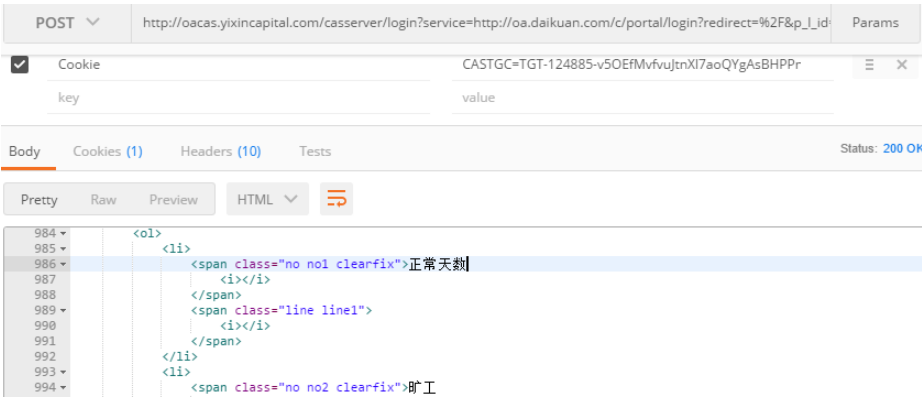 POST http://oacas.yixincapital.com/casserver/login?service=http://oa.daikuan.com/c/portal/login?redirect=%2F&p_l_id= Params
Cookie CASTGC=TGT-124885-v5OEfMvfvuJtnXI7aoQYgAsBHPPr
key value
Body Cookies (1) Headers (10) Tests Status: 200 OK
Pretty Raw Preview HTML
984 <ol>
985 <li>
986 <span class="no no1 clearfix">正常天数
987 <i></i>
988 </span>
989 <span class="line line1">
990 <i></i>
991 </span>
992 </li>
993 <li>
994 <span class="no no2 clearfix">旷工